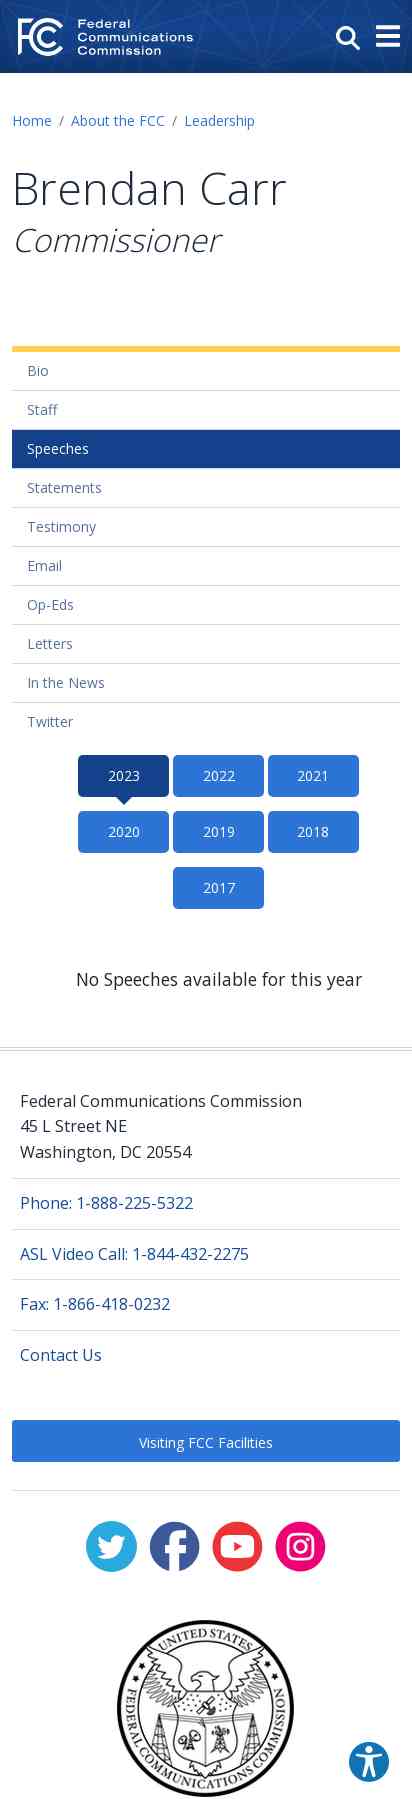 Federal
Communications
Commission
Home / About the FCC / Leadership
Brendan Carr
Commissioner
Bio
Staff
Speeches
Statements
Testimony
Email
Op-Eds
Letters
In the News
Twitter
2023 2022 2021
2020 2019 2018
2017
No Speeches available for this year
Federal Communications Commission
45 L Street NE
Washington, DC 20554
Phone: 1-888-225-5322
ASL Video Call: 1-844-432-2275
Fax: 1-866-418-0232
Contact Us
Visiting FCC Facilities
UNITED STATES
FEDERAL COMMUNICATIONS COMMISSION